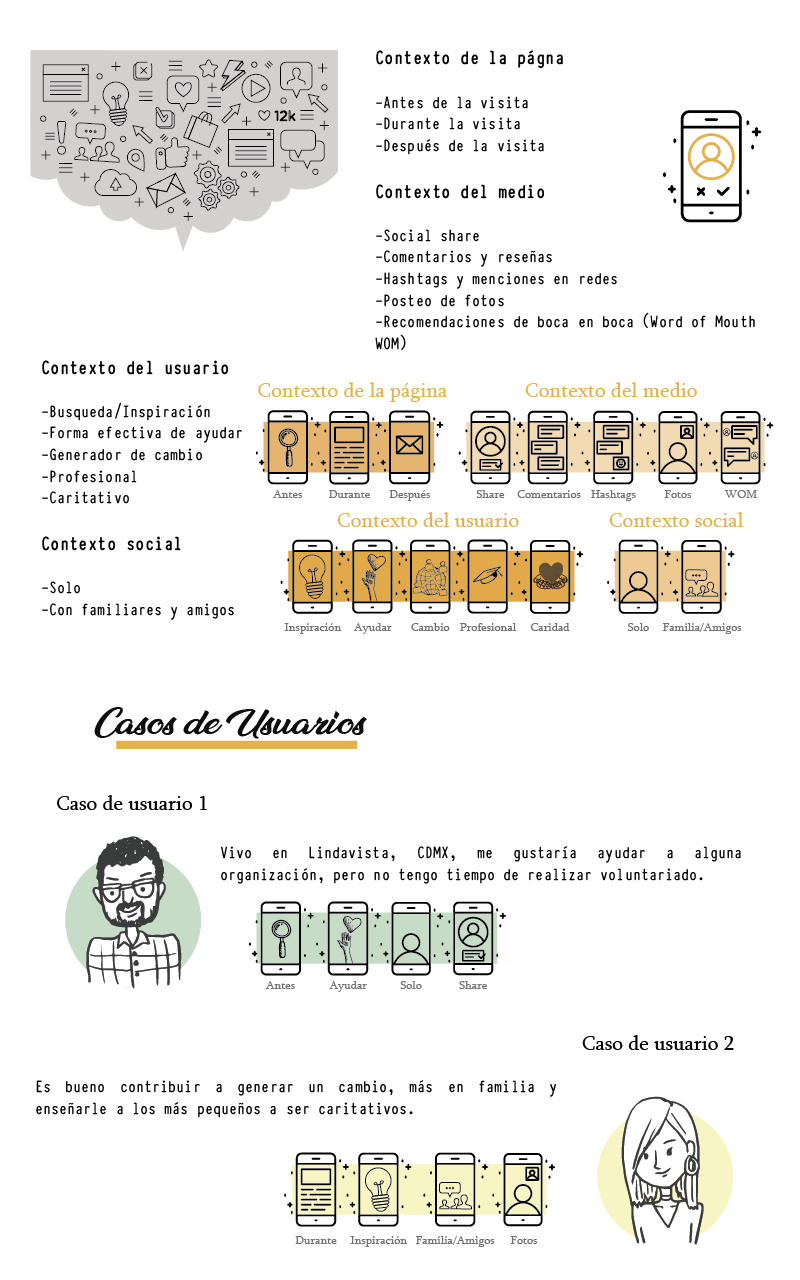 12k
Contexto de la págna
-Antes de la visita
-Durante la visita
-Después de la visita
Contexto del medio
-Social share
-Comentarios y reseñas
-Hashtags y menciones en redes
-Posteo de fotos
-Recomendaciones de boca en boca (Word of Mouth
WOM)
Contexto del usuario
-Busqueda/Inspiración
-Forma efectiva de ayudar
-Generador de cambio
-Profesional
-Caritativo
Contexto social
-Solo
-Con familiares y amigos
Contexto de la página
Antes Durante Después
Contexto del medio
Share Comentarios Hashtags Fotos WOM
Contexto del usuario
Inspiración Ayudar Cambio Profesional Caridad
Contexto social
Solo Familia/Amigos
Casos de Usuarios
Caso de usuario 1
Vivo en Lindavista, CDMX, me gustaría ayudar a alguna
organización, pero no tengo tiempo de realizar voluntariado.
Antes Ayudar Solo Share
Caso de usuario 2
Es bueno contribuir a generar un cambio, más en familia y
enseñarle a los más pequeños a ser caritativos.
Durante Inspiración Familia/Amigos Fotos